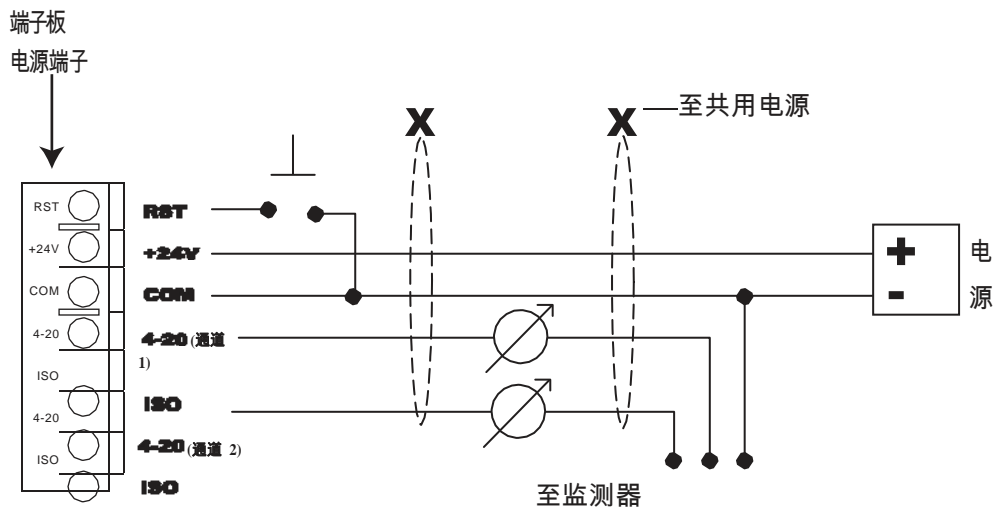 端子板
电源端子
X
X
至共用电源
RST
+24V
COM
4-20
ISO
4-20
ISO
RST
+24V
COM
4-20 (通道
1)
ISO
4-20 (通道 2)
ISO
+
-
电
源
至监测器